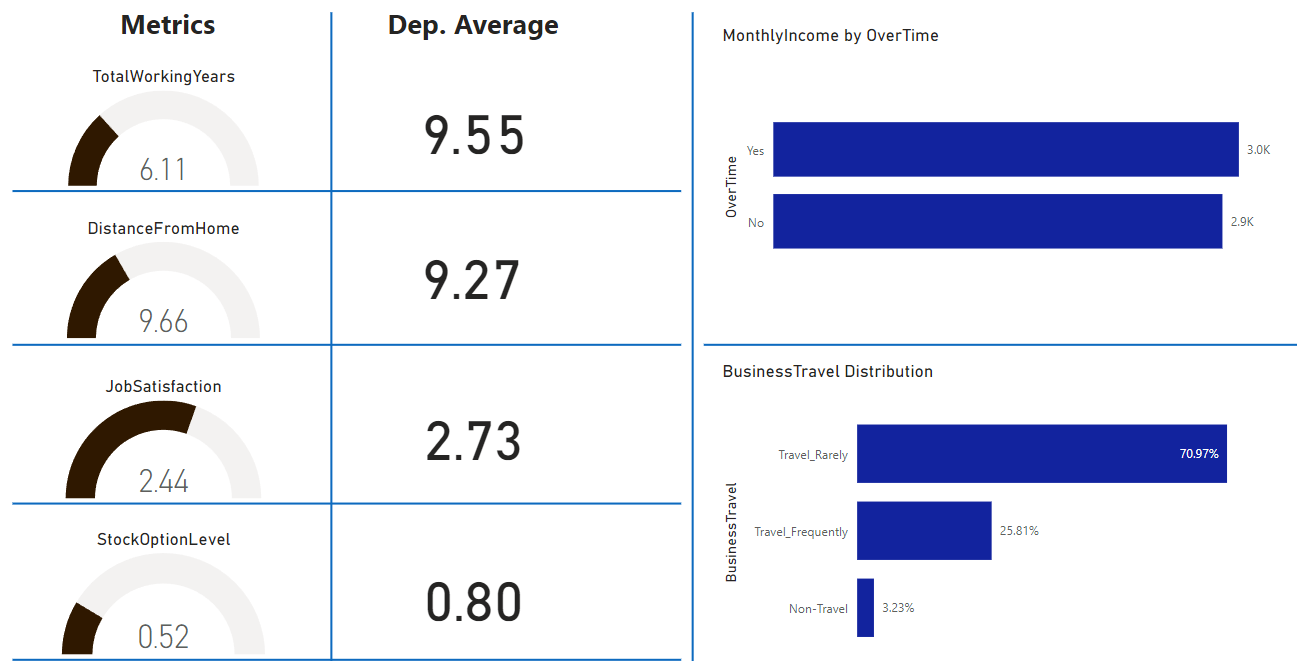 Metrics
Dep. Average
TotalWorkingYears
6.11
9.55
DistanceFromHome
9.66
9.27
JobSatisfaction
2.44
2.73
StockOptionLevel
0.52
0.80
MonthlyIncome by OverTime
OverTime
Yes
3.0K
No
2.9K
BusinessTravel Distribution
BusinessTravel
Travel_Rarely
70.97%
Travel_Frequently
25.81%
Non-Travel
3.23%